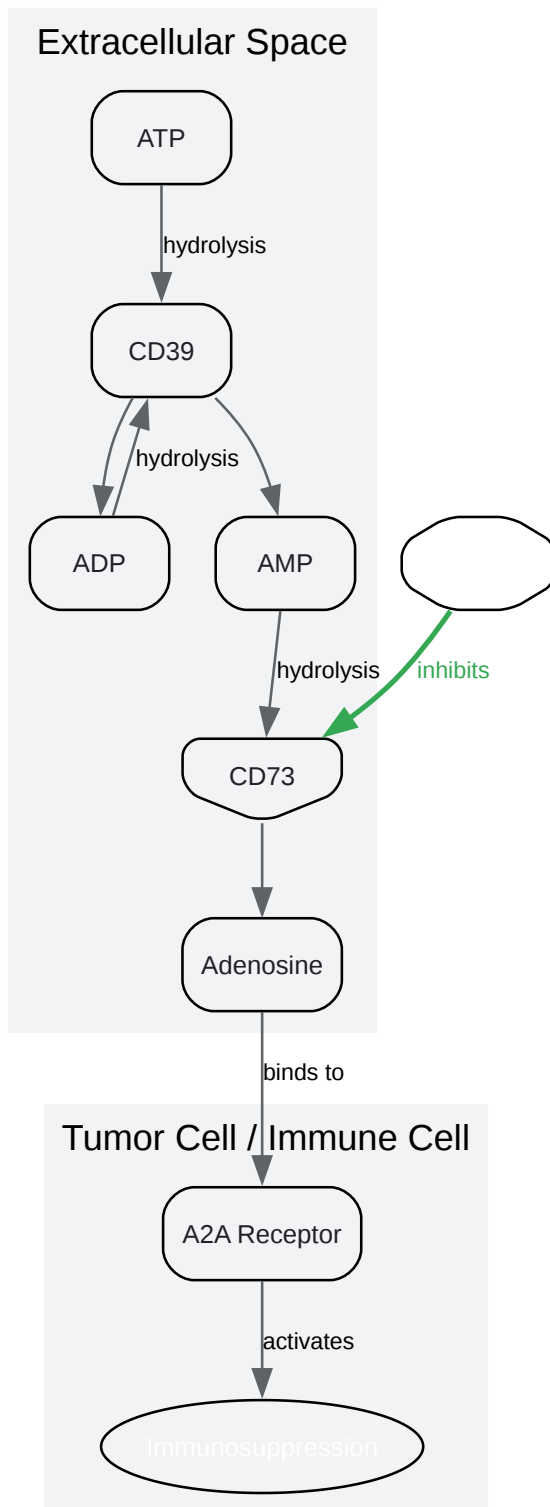 Extracellular Space
ATP
hydrolysis
CD39
hydrolysis
ADP
AMP
hydrolysis
inhibits
CD73
Adenosine
binds to
Tumor Cell / Immune Cell
A2A Receptor
activates
Immunosuppression